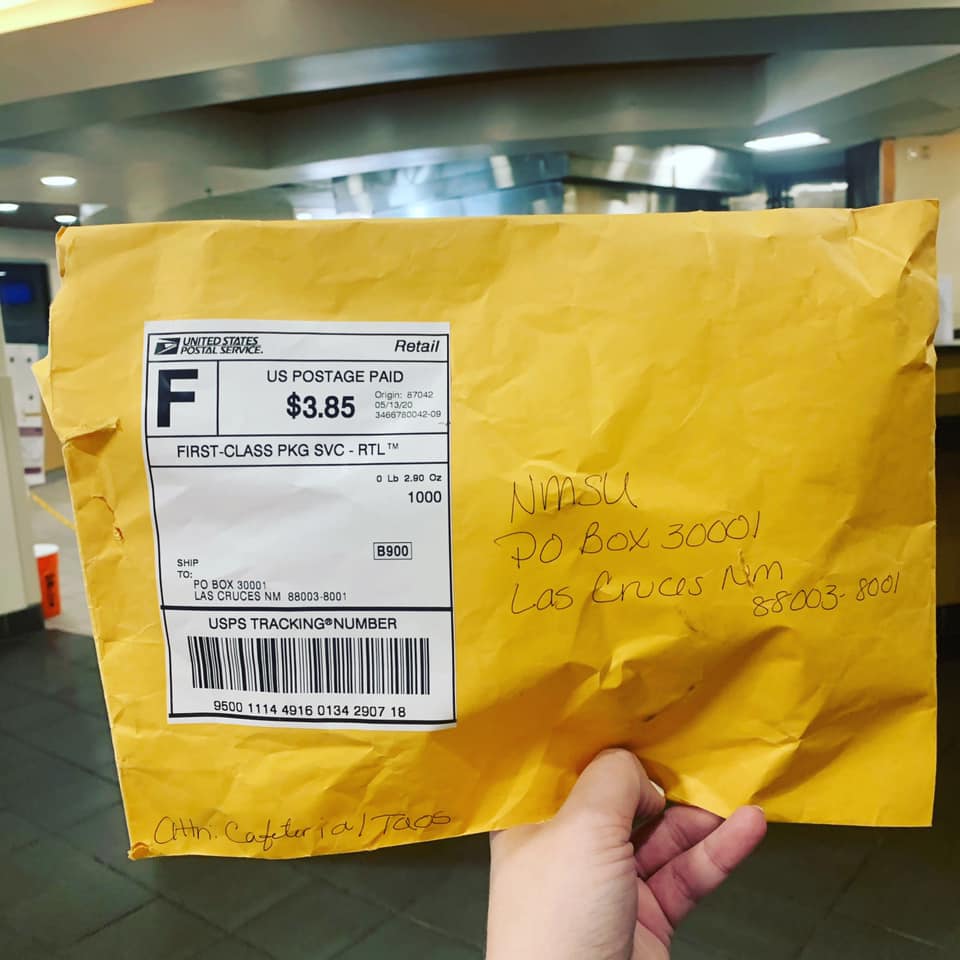 UNITED STATES
POSTAL SERVICE.
Retail
F
US POSTAGE PAID
$3.85
Origin: 87042
05/13/20
3466780042-09
FIRST-CLASS PKG SVC - RTL™
0 Lb 2.90 Oz
1000
B900
SHIP
TO:
PO BOX 30001
LAS CRUCES NM 88003-8001
USPS TRACKING®NUMBER
9500 1114 4916 0134 2907 18
NMSU
PO Box 30001
Las Cruces Nm
88003-8001
Attn: Cafeteria/Taos